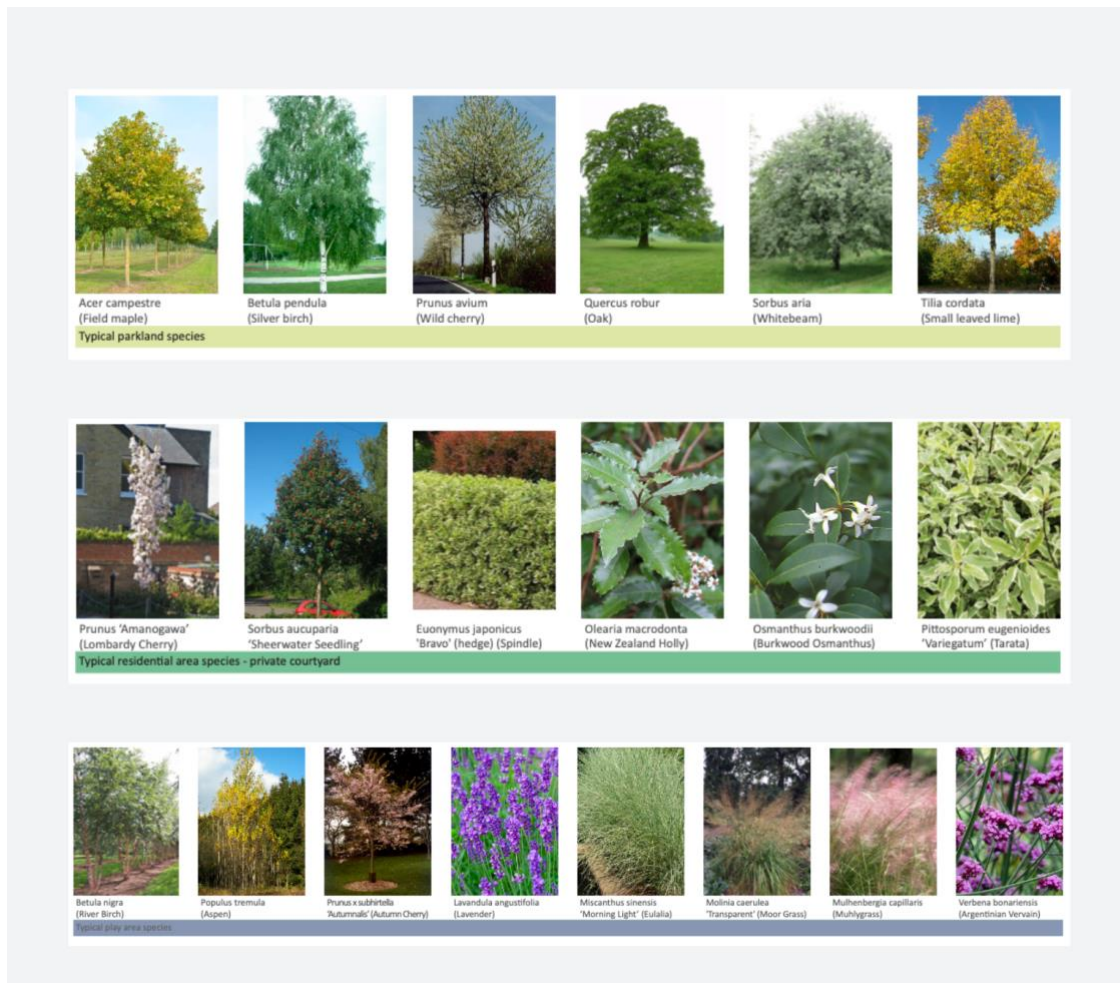 Acer campestre
(Field maple)
Betula pendula
(Silver birch)
Prunus avium
(Wild cherry)
Quercus robur
(Oak)
Sorbus aria
(Whitebeam)
Tilia cordata
(Small leaved lime)
Typical parkland species
Prunus ‘Amanogawa’
(Lombardy Cherry)
Sorbus aucuparia
‘Sheerwater Seedling’
Euonymus japonicus
'Bravo' (hedge) (Spindle)
Olearia macrodonta
(New Zealand Holly)
Osmanthus burkwoodii
(Burkwood Osmanthus)
Pittosporum eugenioides
'Variegatum' (Tarata)
Typical residential area species - private courtyard
Betula nigra
(River Birch)
Populus tremula
(Aspen)
Prunus x subhirtella
'Autumnalis' (Autumn Cherry)
Lavandula angustifolia
(Lavender)
Miscanthus sinensis
'Morning Light' (Eulalia)
Molinia caerulea
'Transparent' (Moor Grass)
Mulhenbergia capillaris
(Muhlygrass)
Verbena bonariensis
(Argentinian Vervain)
Typical play area species